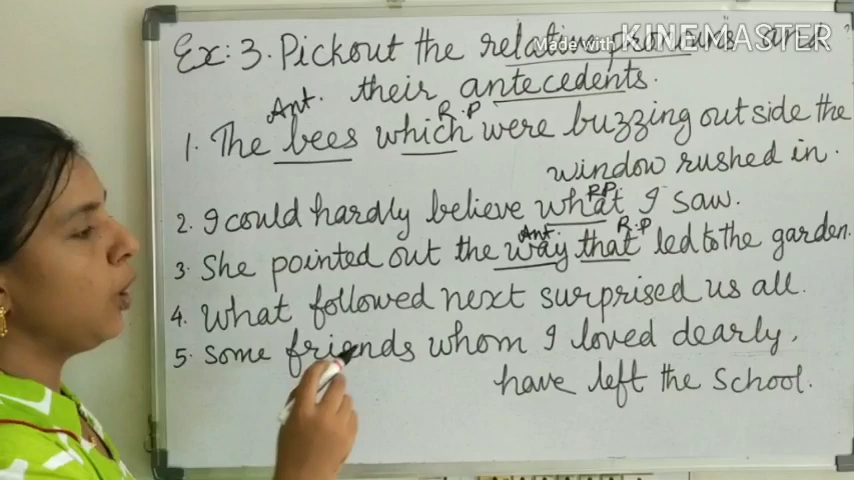 Made with KINEMASTER
Ex: 3. Pickout the relative pronouns and
their antecedents.
Ant. R.P
1. The bees which were buzzing outside the
window rushed in.
R.P
2. I could hardly believe what I saw.
Ant. R.P
3. She pointed out the way that led to the garden.
4. What followed next surprised us all.
5. Some friends whom I loved dearly,
have left the School.